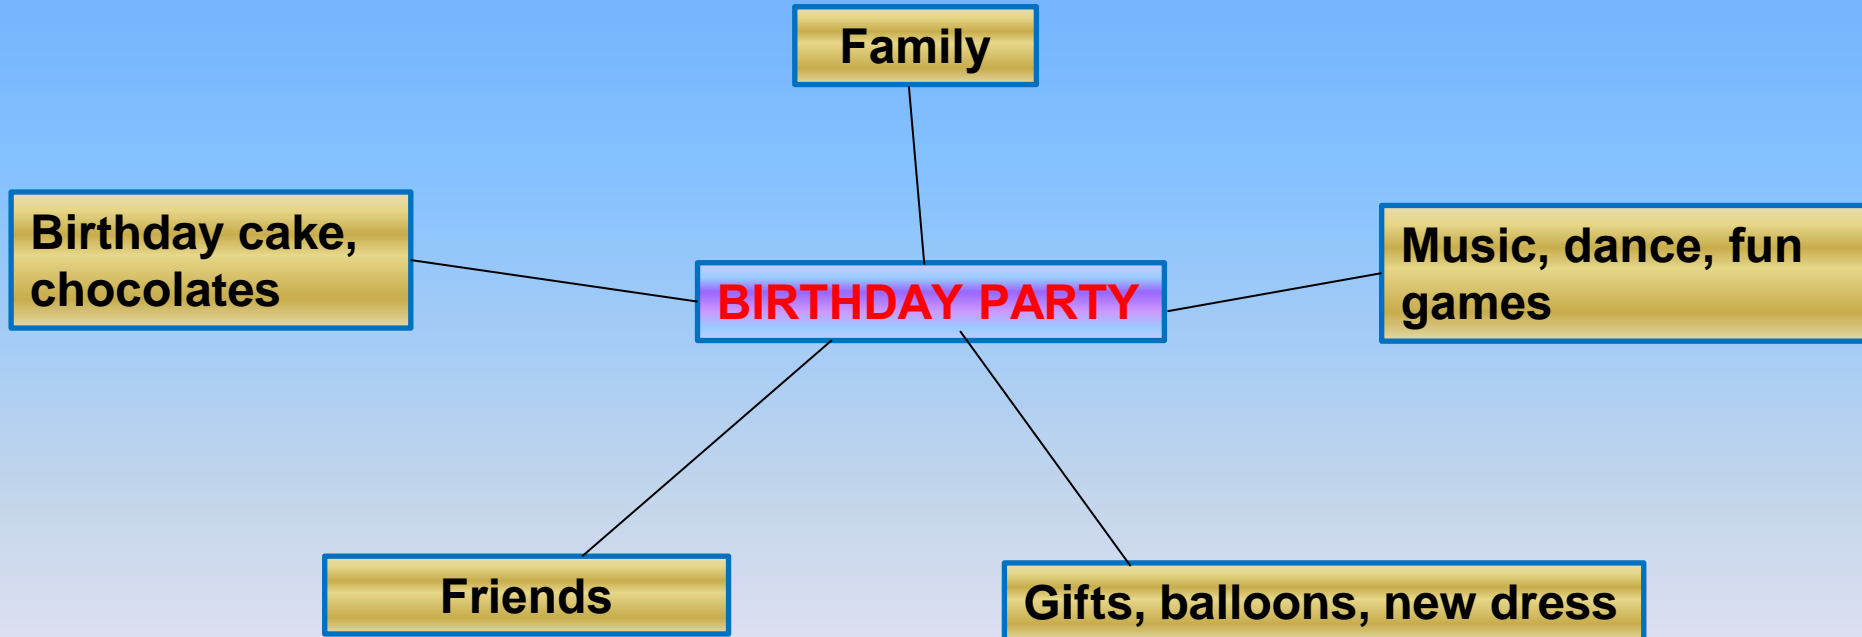 Family
Birthday cake,
chocolates
Music, dance, fun
games
BIRTHDAY PARTY
Friends
Gifts, balloons, new dress